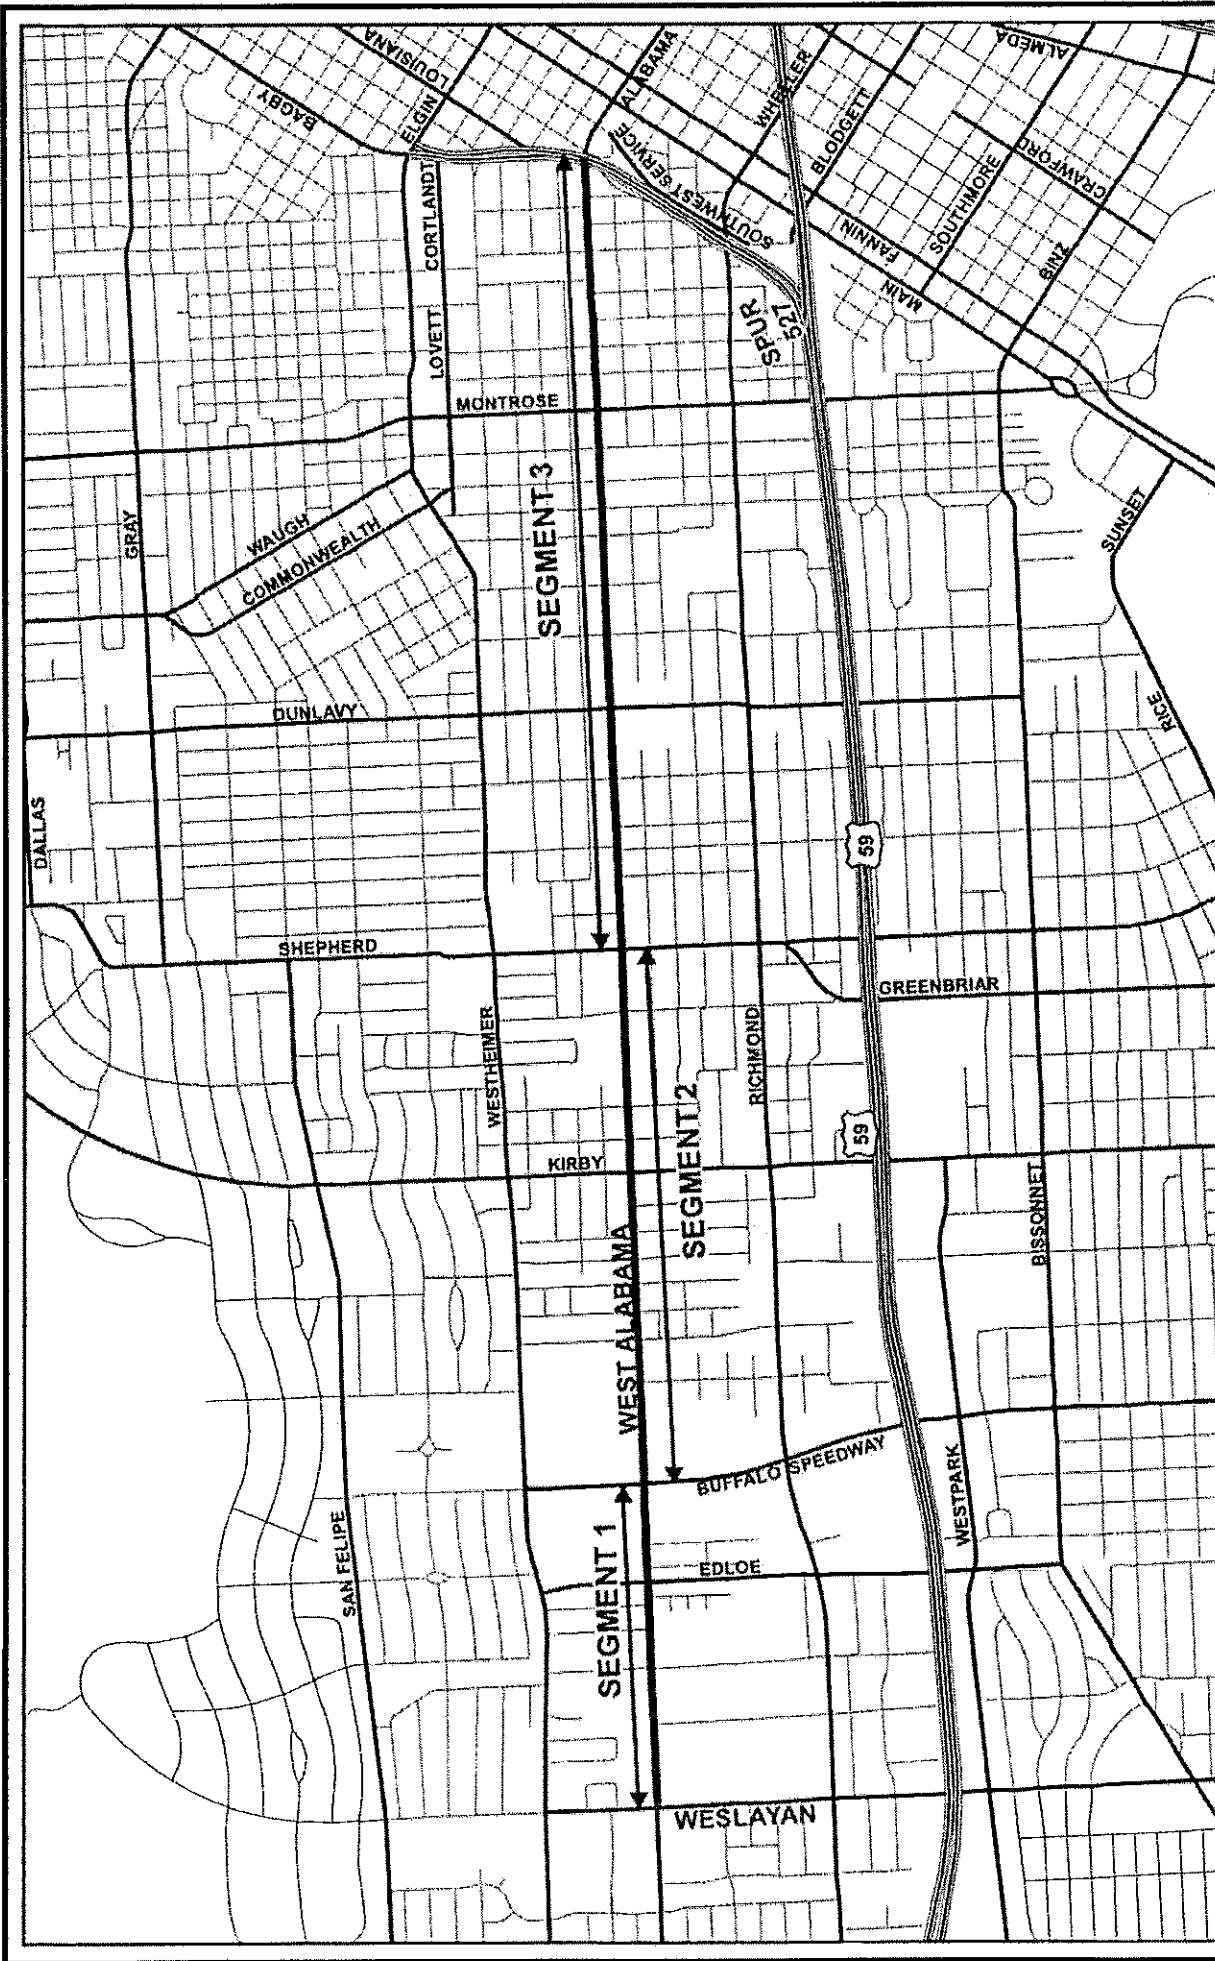 BAGBY
LOUISIANA
ELGIN
ALABAMA
WHEELER
BLODGETT
ALMEDA
CRAWFORD
SOUTHMORE
BINZ
SOUTHWEST SERVICE
FANNIN
MAIN
CORTLANDT
LOVETT
SPUR
527
MONTROSE
SEGMENT 3
GRAY
WAUGH
COMMONWEALTH
SUNSET
DUNLAVY
RICE
DALLAS
59
SHEPHERD
GREENBRIAR
WESTHEIMER
RICHMOND
59
KIRBY
SEGMENT 2
BISSONNET
WEST ALABAMA
BUFFALO SPEEDWAY
WESTPARK
SAN FELIPE
SEGMENT 1
EDLOE
WESLAYAN